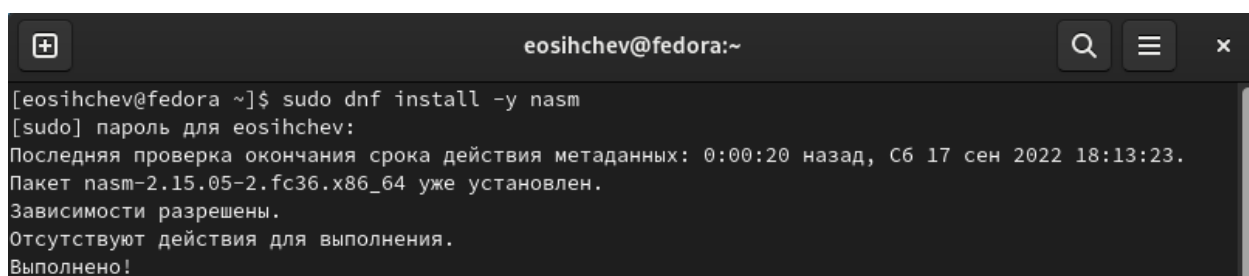 eosihchev@fedora:~
[eosihchev@fedora ~]$ sudo dnf install -y nasm
[sudo] пароль для eosihchev:
Последняя проверка окончания срока действия метаданных: 0:00:20 назад, Сб 17 сен 2022 18:13:23.
Пакет nasm-2.15.05-2.fc36.x86_64 уже установлен.
Зависимости разрешены.
Отсутствуют действия для выполнения.
Выполнено!